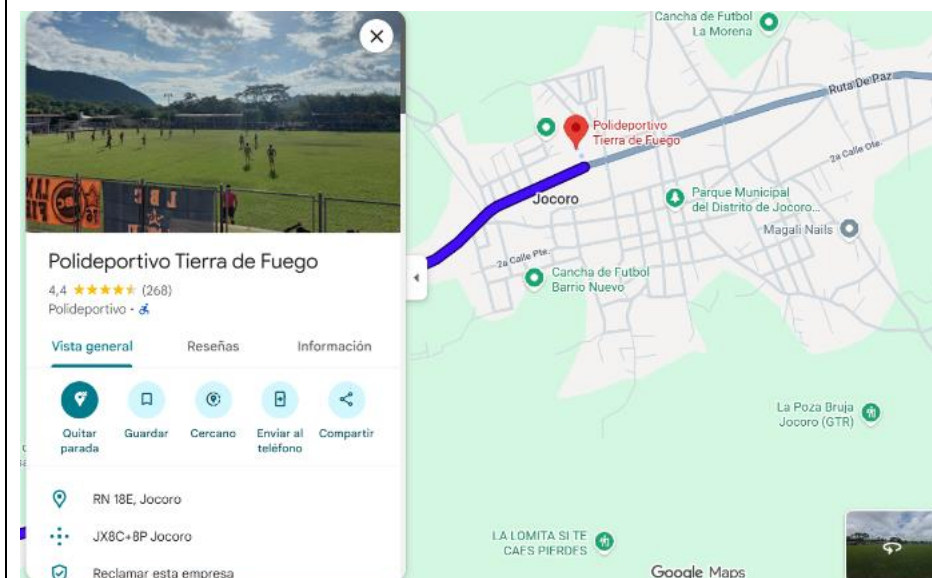 Polideportivo Tierra de Fuego
4,4 (268)
Polideportivo
Vista general
Reseñas
Información
Quitar
parada
Guardar
Cercano
Enviar al
teléfono
Compartir
RN 18E, Jocoro
JX8C+8P Jocoro
Reclamar esta empresa
Cancha de Futbol
La Morena
Ruta De Paz
Polideportivo
Tierra de Fuego
2a Calle Ote.
Jocoro
Parque Municipal
del Distrito de Jocoro...
Magali Nails
2a Calle Pte.
Cancha de Futbol
Barrio Nuevo
La Poza Bruja
Jocoro (GTR)
LA LOMITA SI TE
CAES PIERDES
Google Maps